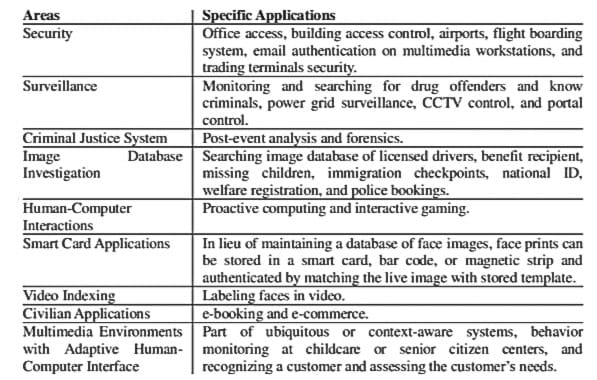 Areas Specific Applications
Security Office access, building access control, airports, flight boarding
system, email authentication on multimedia workstations, and
trading terminals security.
Surveillance Monitoring and searching for drug offenders and know
criminals, power grid surveillance, CCTV control, and portal
control.
Criminal Justice System Post-event analysis and forensics.
Image Database Searching image database of licensed drivers, benefit recipient,
Investigation missing children, immigration checkpoints, national ID,
welfare registration, and police bookings.
Human-Computer Proactive computing and interactive gaming.
Interactions
Smart Card Applications In lieu of maintaining a database of face images, face prints can
be stored in a smart card, bar code, or magnetic strip and
authenticated by matching the live image with stored template.
Video Indexing Labeling faces in video.
Civilian Applications e-booking and e-commerce.
Multimedia Environments Part of ubiquitous or context-aware systems, behavior
with Adaptive Human- monitoring at childcare or senior citizen centers, and
Computer Interface recognizing a customer and assessing the customer's needs.